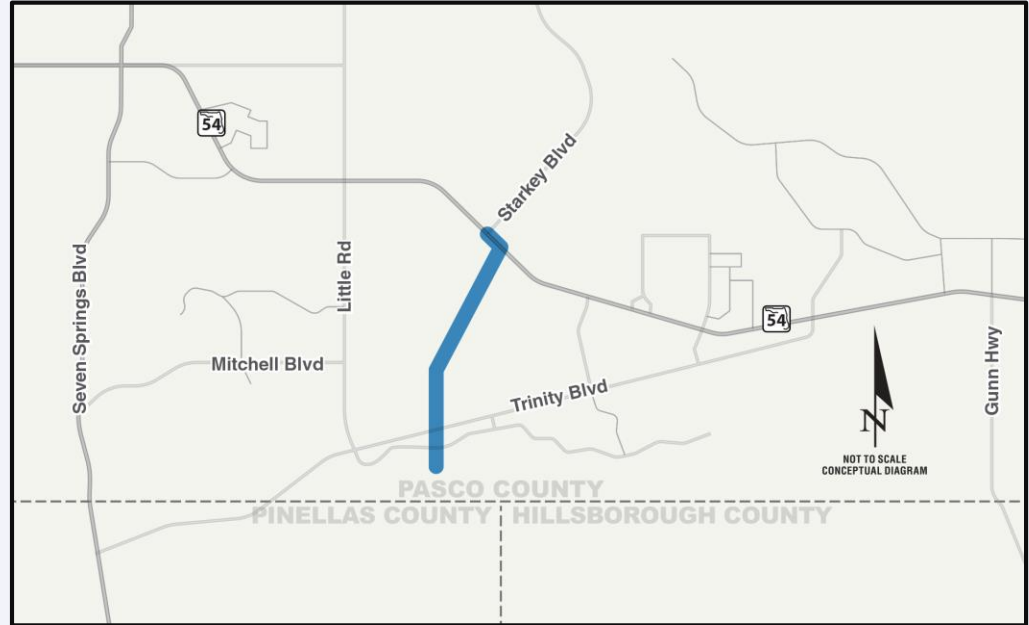 54
Starkey Blvd
Seven Springs Blvd
Little Rd
Mitchell Blvd
54
Trinity Blvd
Gunn Hwy
N
NOT TO SCALE
CONCEPTUAL DIAGRAM
PASCO COUNTY
PINELLAS COUNTY
HILLSBOROUGH COUNTY